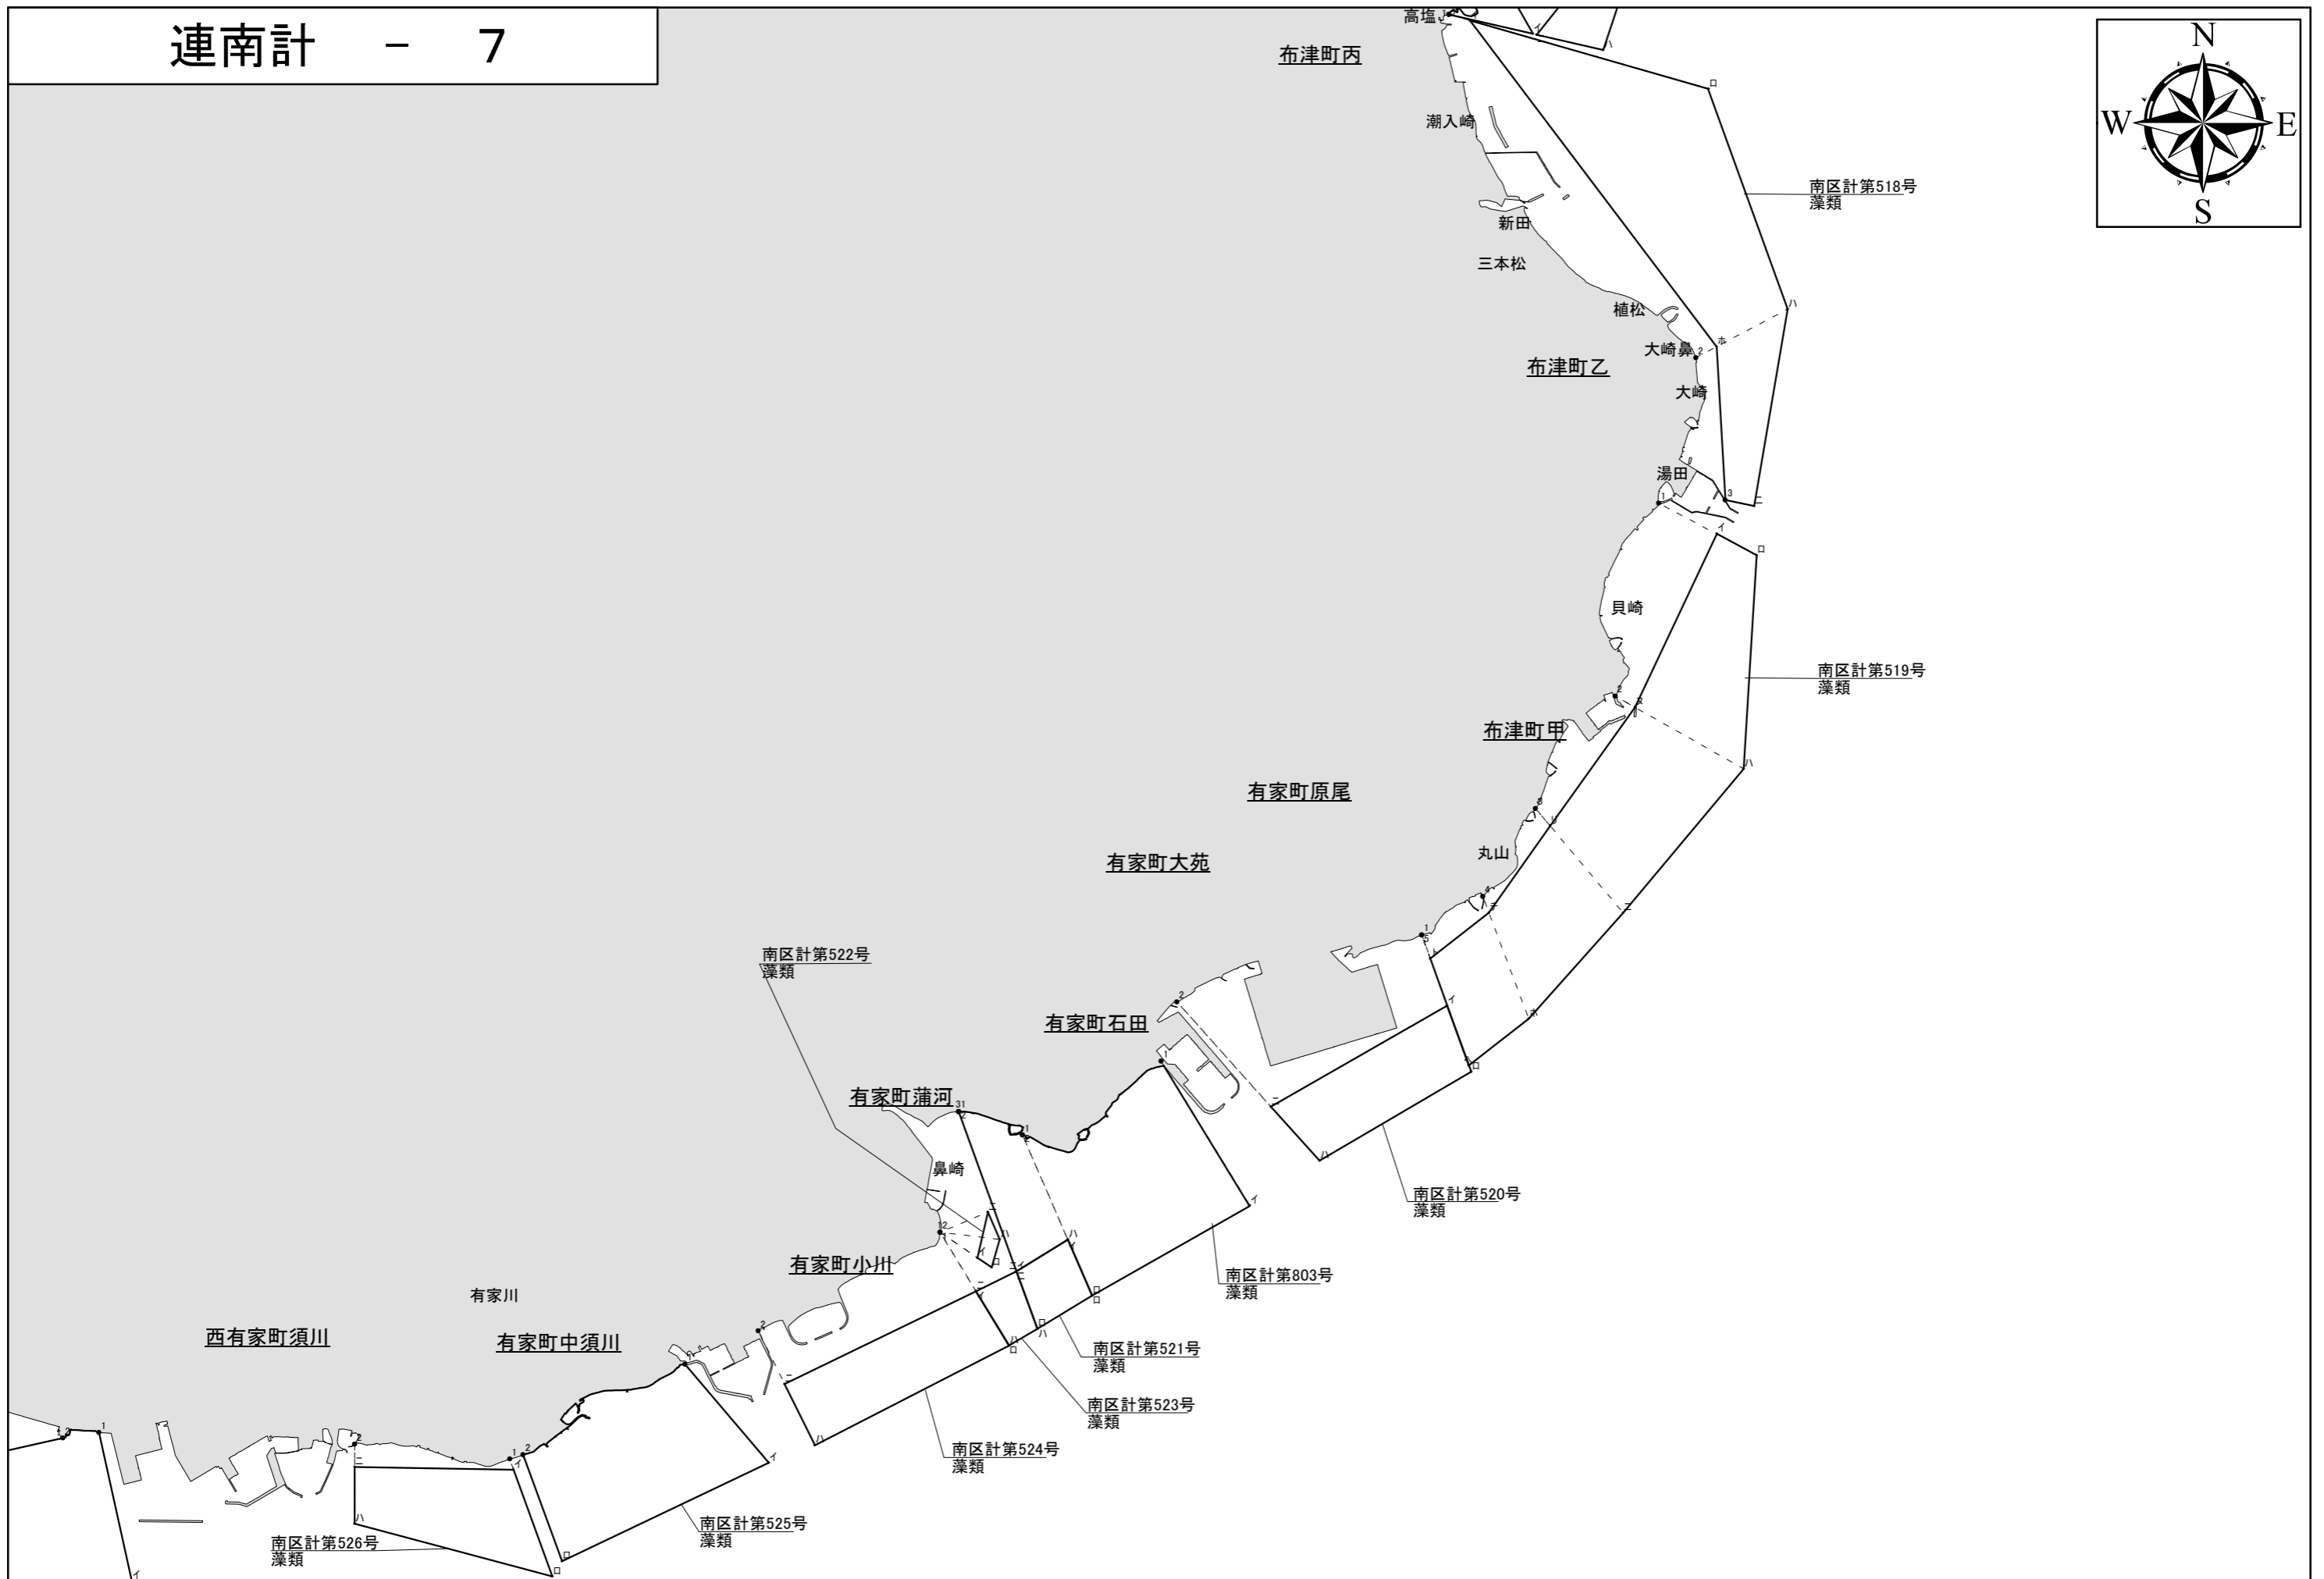 連南計 － 7
N
W
E
S
高塩
布津町丙
潮入崎
新田
三本松
植松
大崎鼻
布津町乙
大崎
湯田
貝崎
布津町甲
有家町原尾
有家町大苑
丸山
有家町石田
有家町蒲河
鼻崎
有家町小川
有家川
西有家町須川
有家町中須川
南区計第518号
藻類
南区計第519号
藻類
南区計第522号
藻類
南区計第520号
藻類
南区計第803号
藻類
南区計第521号
藻類
南区計第523号
藻類
南区計第524号
藻類
南区計第525号
藻類
南区計第526号
藻類